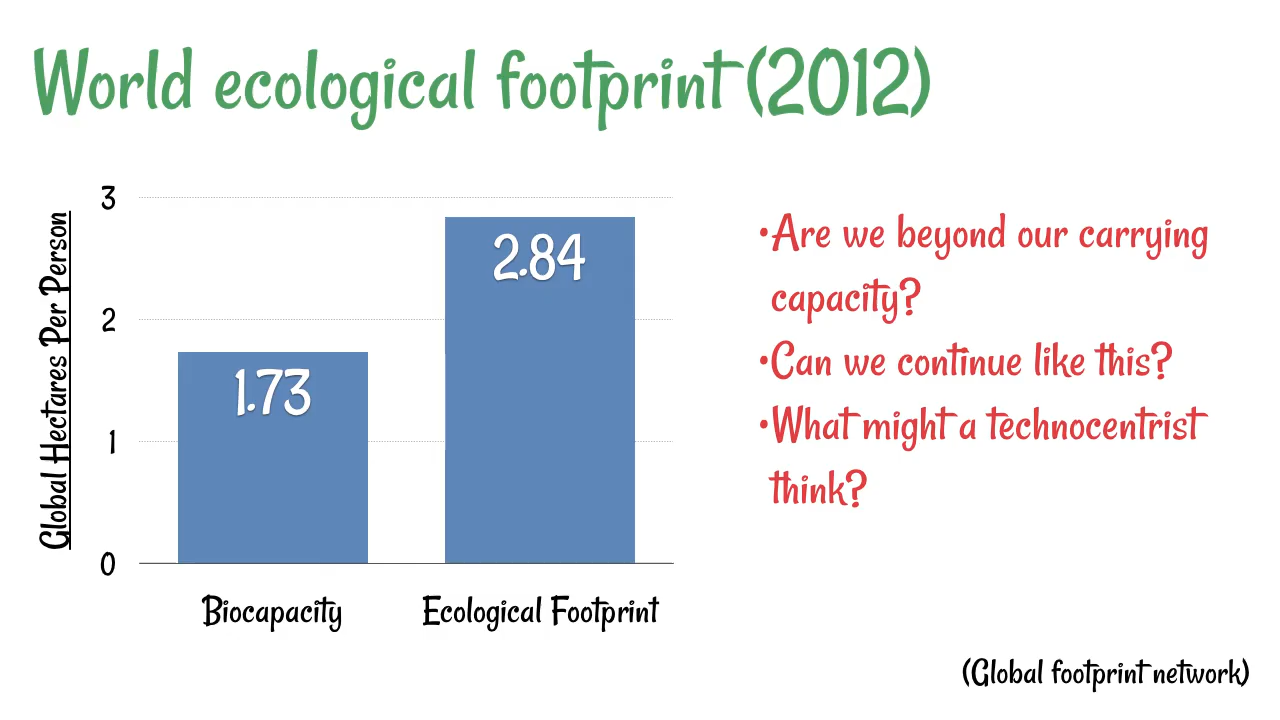 World ecological footprint (2012)
Global Hectares Per Person
3
2
1
0
1.73
2.84
Biocapacity
Ecological Footprint
•Are we beyond our carrying
capacity?
•Can we continue like this?
•What might a technocentrist
think?
(Global footprint network)